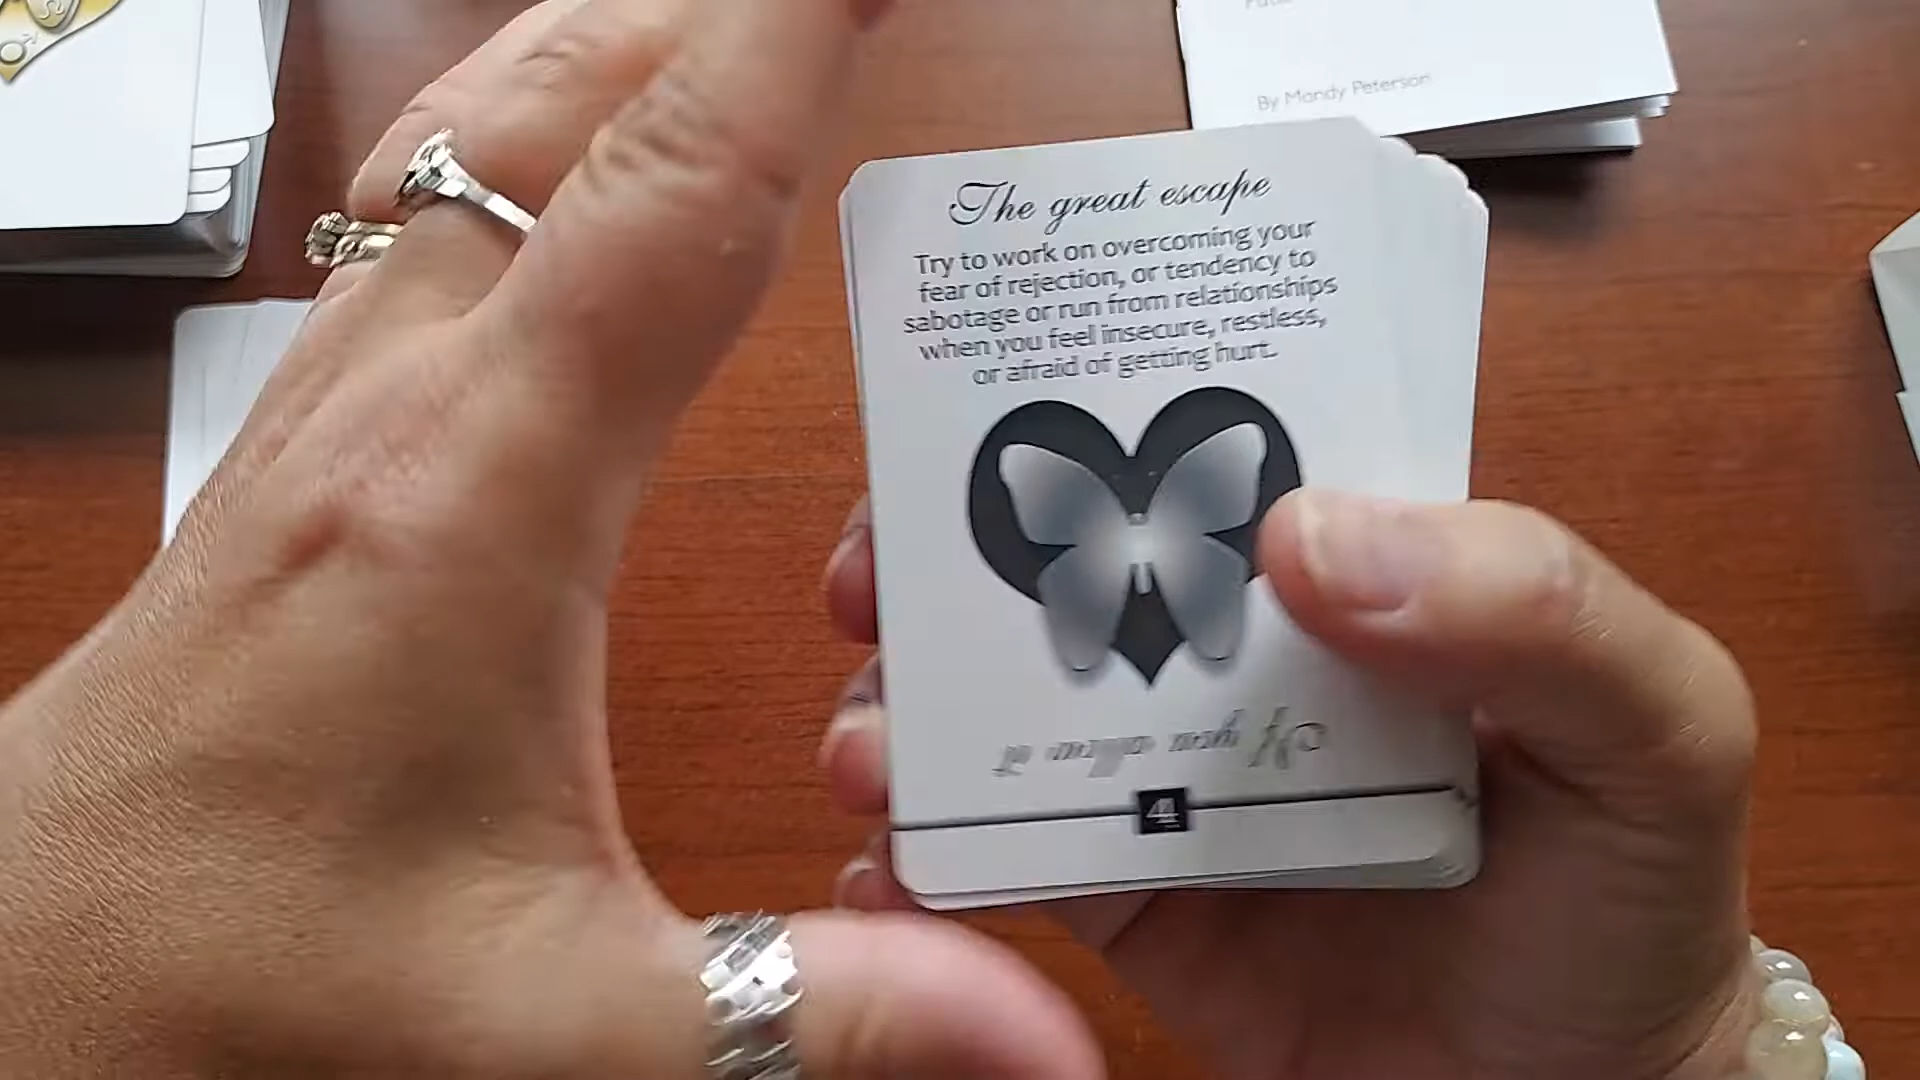 By Mandy Peterson
The great escape
Try to work on overcoming your
fear of rejection, or tendency to
sabotage or run from relationships
when you feel insecure, restless,
or afraid of getting hurt.
If you allow it
4